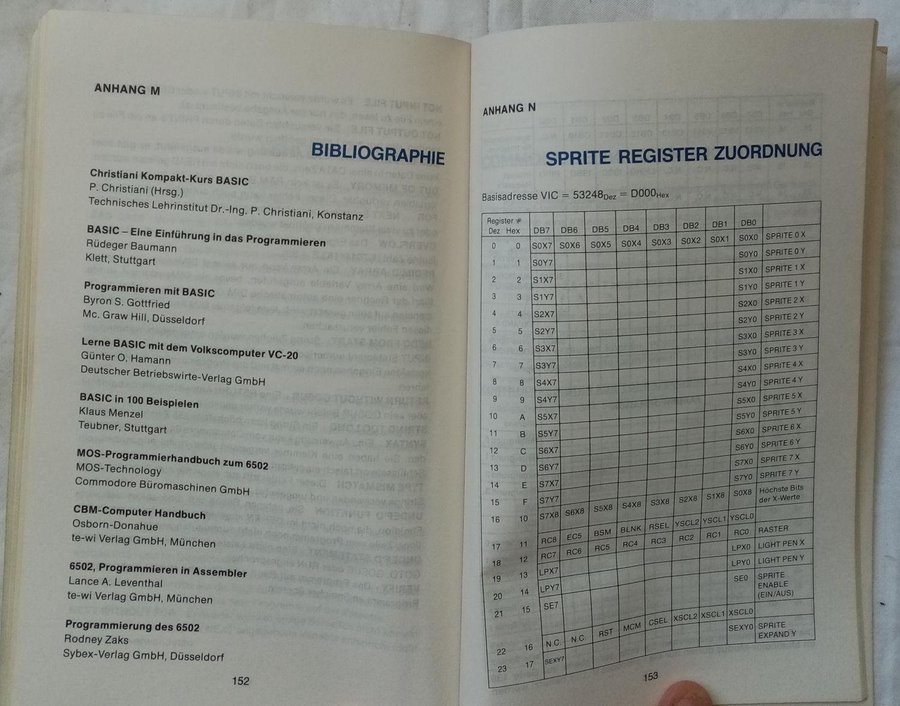 ANHANG M
BIBLIOGRAPHIE
Christiani Kompakt-Kurs BASIC
P. Christiani (Hrsg.)
Technisches Lehrinstitut Dr.-Ing. P. Christiani, Konstanz
BASIC – Eine Einführung in das Programmieren
Rüdeger Baumann
Klett, Stuttgart
Programmieren mit BASIC
Byron S. Gottfried
Mc. Graw Hill, Düsseldorf
Lerne BASIC mit dem Volkscomputer VC-20
Günter O. Hamann
Deutscher Betriebswirte-Verlag GmbH
BASIC in 100 Beispielen
Klaus Menzel
Teubner, Stuttgart
MOS-Programmierhandbuch zum 6502
MOS-Technology
Commodore Büromaschinen GmbH
CBM-Computer Handbuch
Osborn-Donahue
te-wi Verlag GmbH, München
6502, Programmieren in Assembler
Lance A. Leventhal
te-wi Verlag GmbH, München
Programmierung des 6502
Rodney Zaks
Sybex-Verlag GmbH, Düsseldorf
152
ANHANG N
SPRITE REGISTER ZUORDNUNG
Basisadresse VIC = 53248Dez = D000Hex
Register #
Dez Hex DB7 DB6 DB5 DB4 DB3 DB2 DB1 DB0
0 0 S0X7 S0X6 S0X5 S0X4 S0X3 S0X2 S0X1 S0X0 SPRITE 0 X
1 1 S0Y7 S0Y0 SPRITE 0 Y
2 2 S1X7 S1X0 SPRITE 1 X
3 3 S1Y7 S1Y0 SPRITE 1 Y
4 4 S2X7 S2X0 SPRITE 2 X
5 5 S2Y7 S2Y0 SPRITE 2 Y
6 6 S3X7 S3X0 SPRITE 3 X
7 7 S3Y7 S3Y0 SPRITE 3 Y
8 8 S4X7 S4X0 SPRITE 4 X
9 9 S4Y7 S4Y0 SPRITE 4 Y
10 A S5X7 S5X0 SPRITE 5 X
11 B S5Y7 S5Y0 SPRITE 5 Y
12 C S6X7 S6X0 SPRITE 6 X
13 D S6Y7 S6Y0 SPRITE 6 Y
14 E S7X7 S7X0 SPRITE 7 X
15 F S7Y7 S7Y0 SPRITE 7 Y
16 10 S7X8 S6X8 S5X8 S4X8 S3X8 S2X8 S1X8 S0X8 Höchste Bits
der X-Werte
17 11 RC8 EC5 BSM BLNK RSEL YSCL2 YSCL1 YSCL0
18 12 RC7 RC6 RC5 RC4 RC3 RC2 RC1 RC0 RASTER
19 13 LPX7 LPX0 LIGHT PEN X
20 14 LPY7 LPY0 LIGHT PEN Y
21 15 SE7 SE0 SPRITE
ENABLE
(EIN/AUS)
22 16 N.C. N.C. RST MCM CSEL XSCL2 XSCL1 XSCL0
23 17 SEXY7 SEXY0 SPRITE
EXPAND Y
153